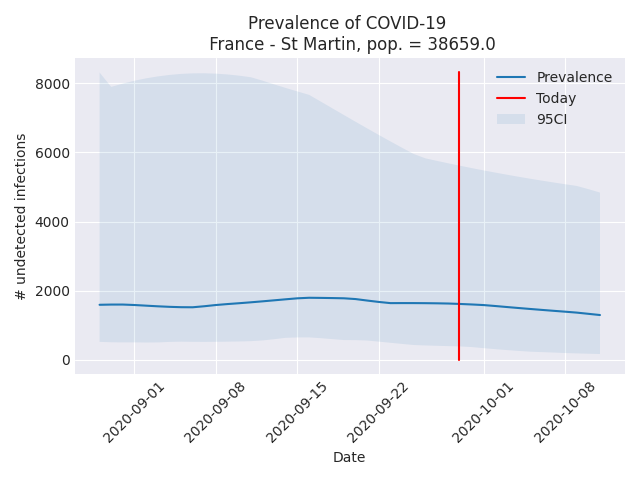 Prevalence of COVID-19
France - St Martin, pop. = 38659.0
Prevalence
Today
95CI
# undetected infections
8000
6000
4000
2000
0
2020-09-01
2020-09-08
2020-09-15
2020-09-22
2020-10-01
2020-10-08
Date